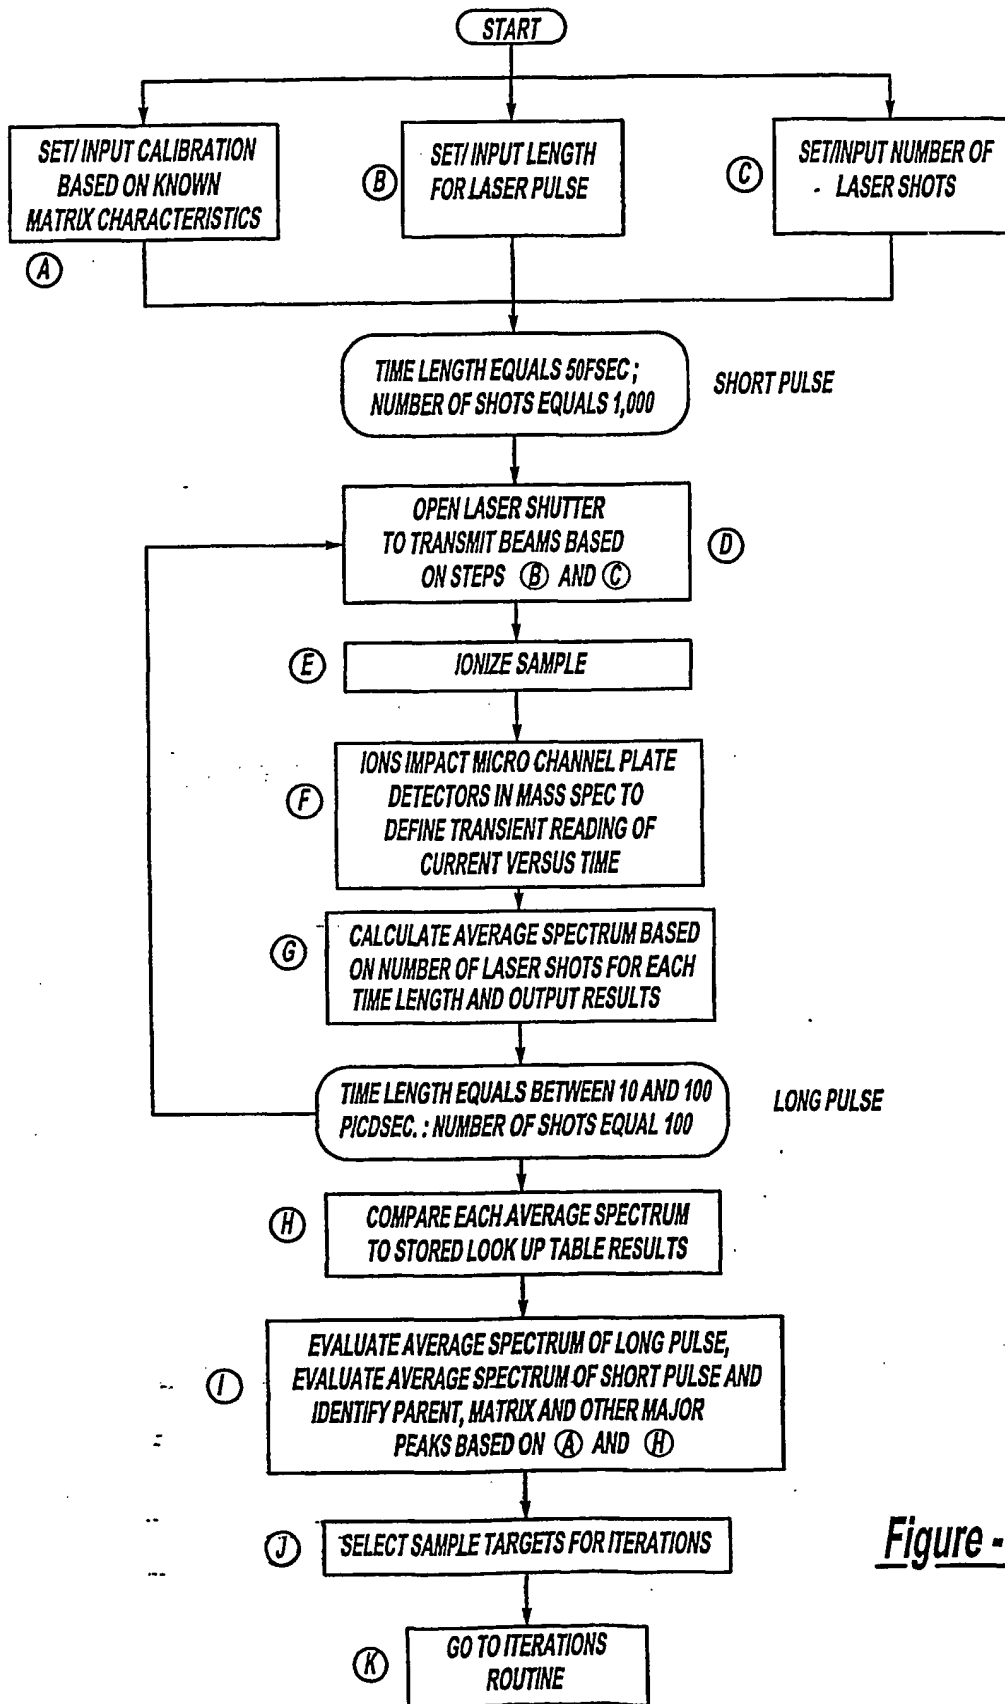 START
SET/ INPUT CALIBRATION
BASED ON KNOWN
MATRIX CHARACTERISTICS
A
B
SET/ INPUT LENGTH
FOR LASER PULSE
C
SET/INPUT NUMBER OF
LASER SHOTS
TIME LENGTH EQUALS 50FSEC;
NUMBER OF SHOTS EQUALS 1,000
SHORT PULSE
OPEN LASER SHUTTER
TO TRANSMIT BEAMS BASED
ON STEPS B AND C
D
E
IONIZE SAMPLE
F
IONS IMPACT MICRO CHANNEL PLATE
DETECTORS IN MASS SPEC TO
DEFINE TRANSIENT READING OF
CURRENT VERSUS TIME
G
CALCULATE AVERAGE SPECTRUM BASED
ON NUMBER OF LASER SHOTS FOR EACH
TIME LENGTH AND OUTPUT RESULTS
TIME LENGTH EQUALS BETWEEN 10 AND 100
PICDSEC. : NUMBER OF SHOTS EQUAL 100
LONG PULSE
H
COMPARE EACH AVERAGE SPECTRUM
TO STORED LOOK UP TABLE RESULTS
I
EVALUATE AVERAGE SPECTRUM OF LONG PULSE,
EVALUATE AVERAGE SPECTRUM OF SHORT PULSE AND
IDENTIFY PARENT, MATRIX AND OTHER MAJOR
PEAKS BASED ON A AND H
J
SELECT SAMPLE TARGETS FOR ITERATIONS
Figure -
K
GO TO ITERATIONS
ROUTINE